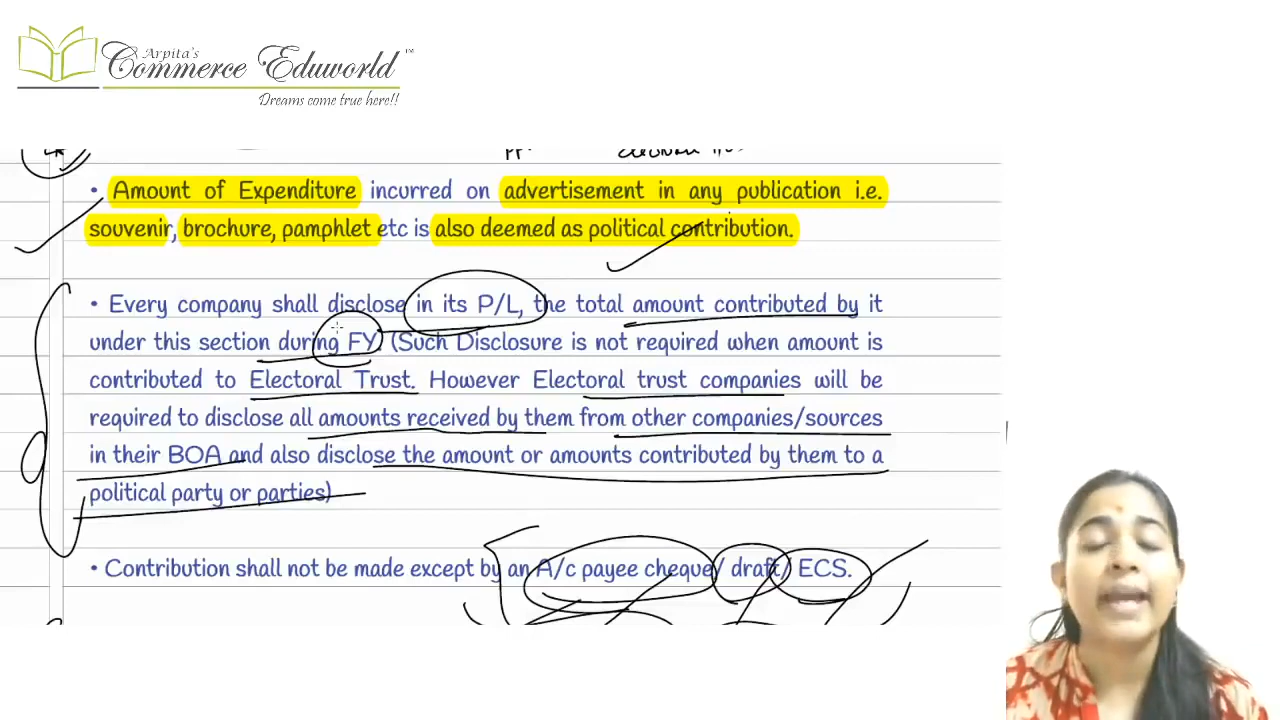 Arpita's
Commerce Eduworld™
Dreams come true here!!
• Amount of Expenditure incurred on advertisement in any publication i.e.
souvenir, brochure, pamphlet etc is also deemed as political contribution.
• Every company shall disclose in its P/L, the total amount contributed by it
under this section during FY. (Such Disclosure is not required when amount is
contributed to Electoral Trust. However Electoral trust companies will be
required to disclose all amounts received by them from other companies/sources
in their BOA and also disclose the amount or amounts contributed by them to a
political party or parties)
• Contribution shall not be made except by an A/c payee cheque/ draft/ ECS.